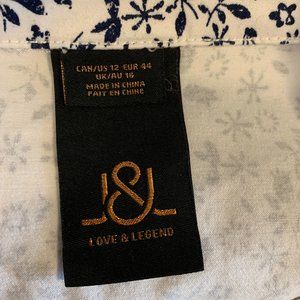 CAN/US 12 EUR 44
UK/AU 16
MADE IN CHINA
FAIT EN CHINE
LOVE & LEGEND